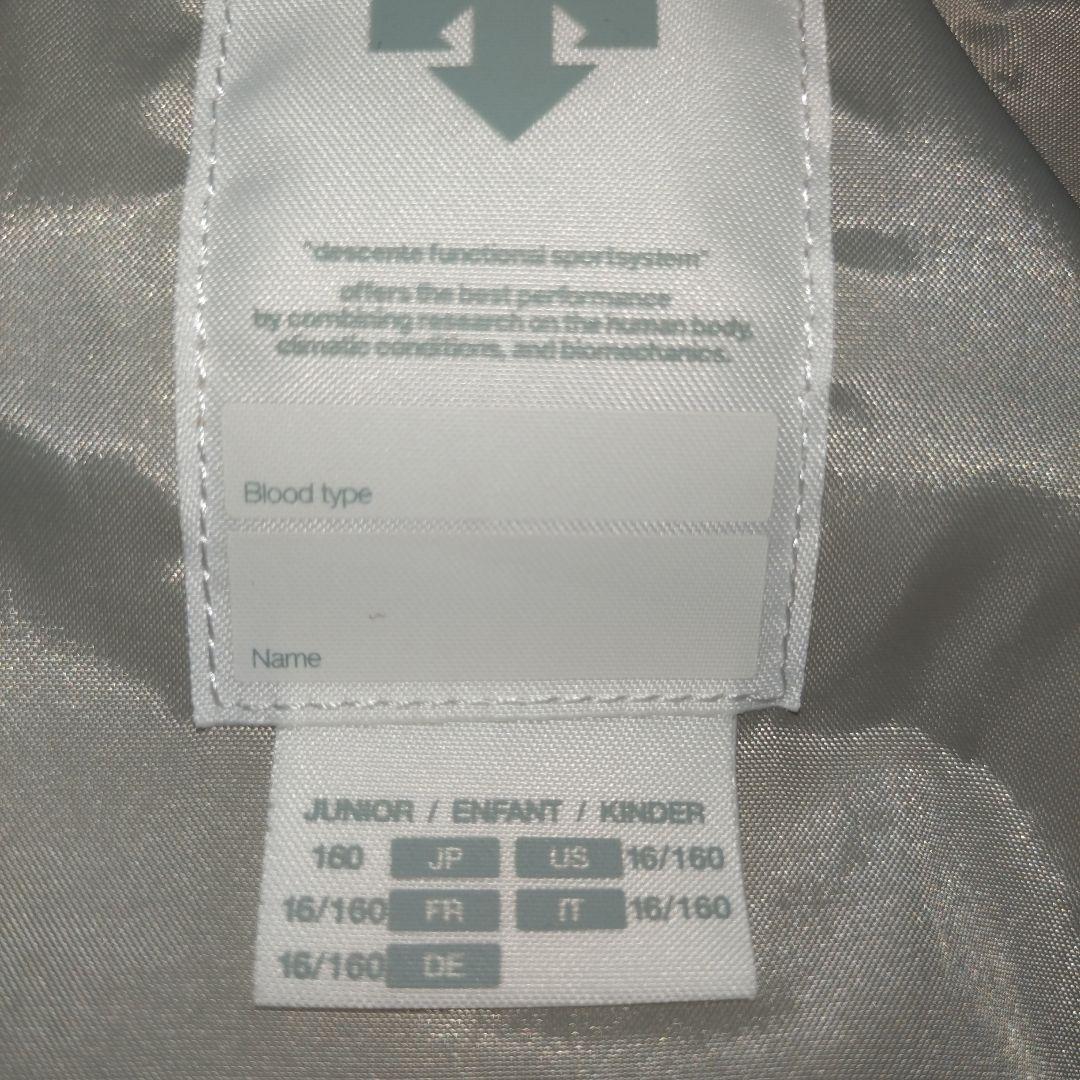 "descente functional sportsystem"
offers the best performance
by combining research on the human body,
climatic conditions, and biomechanics.
Blood type
Name
JUNIOR / ENFANT / KINDER
160 JP US 16/160
16/160 FR IT 16/160
16/160 DE